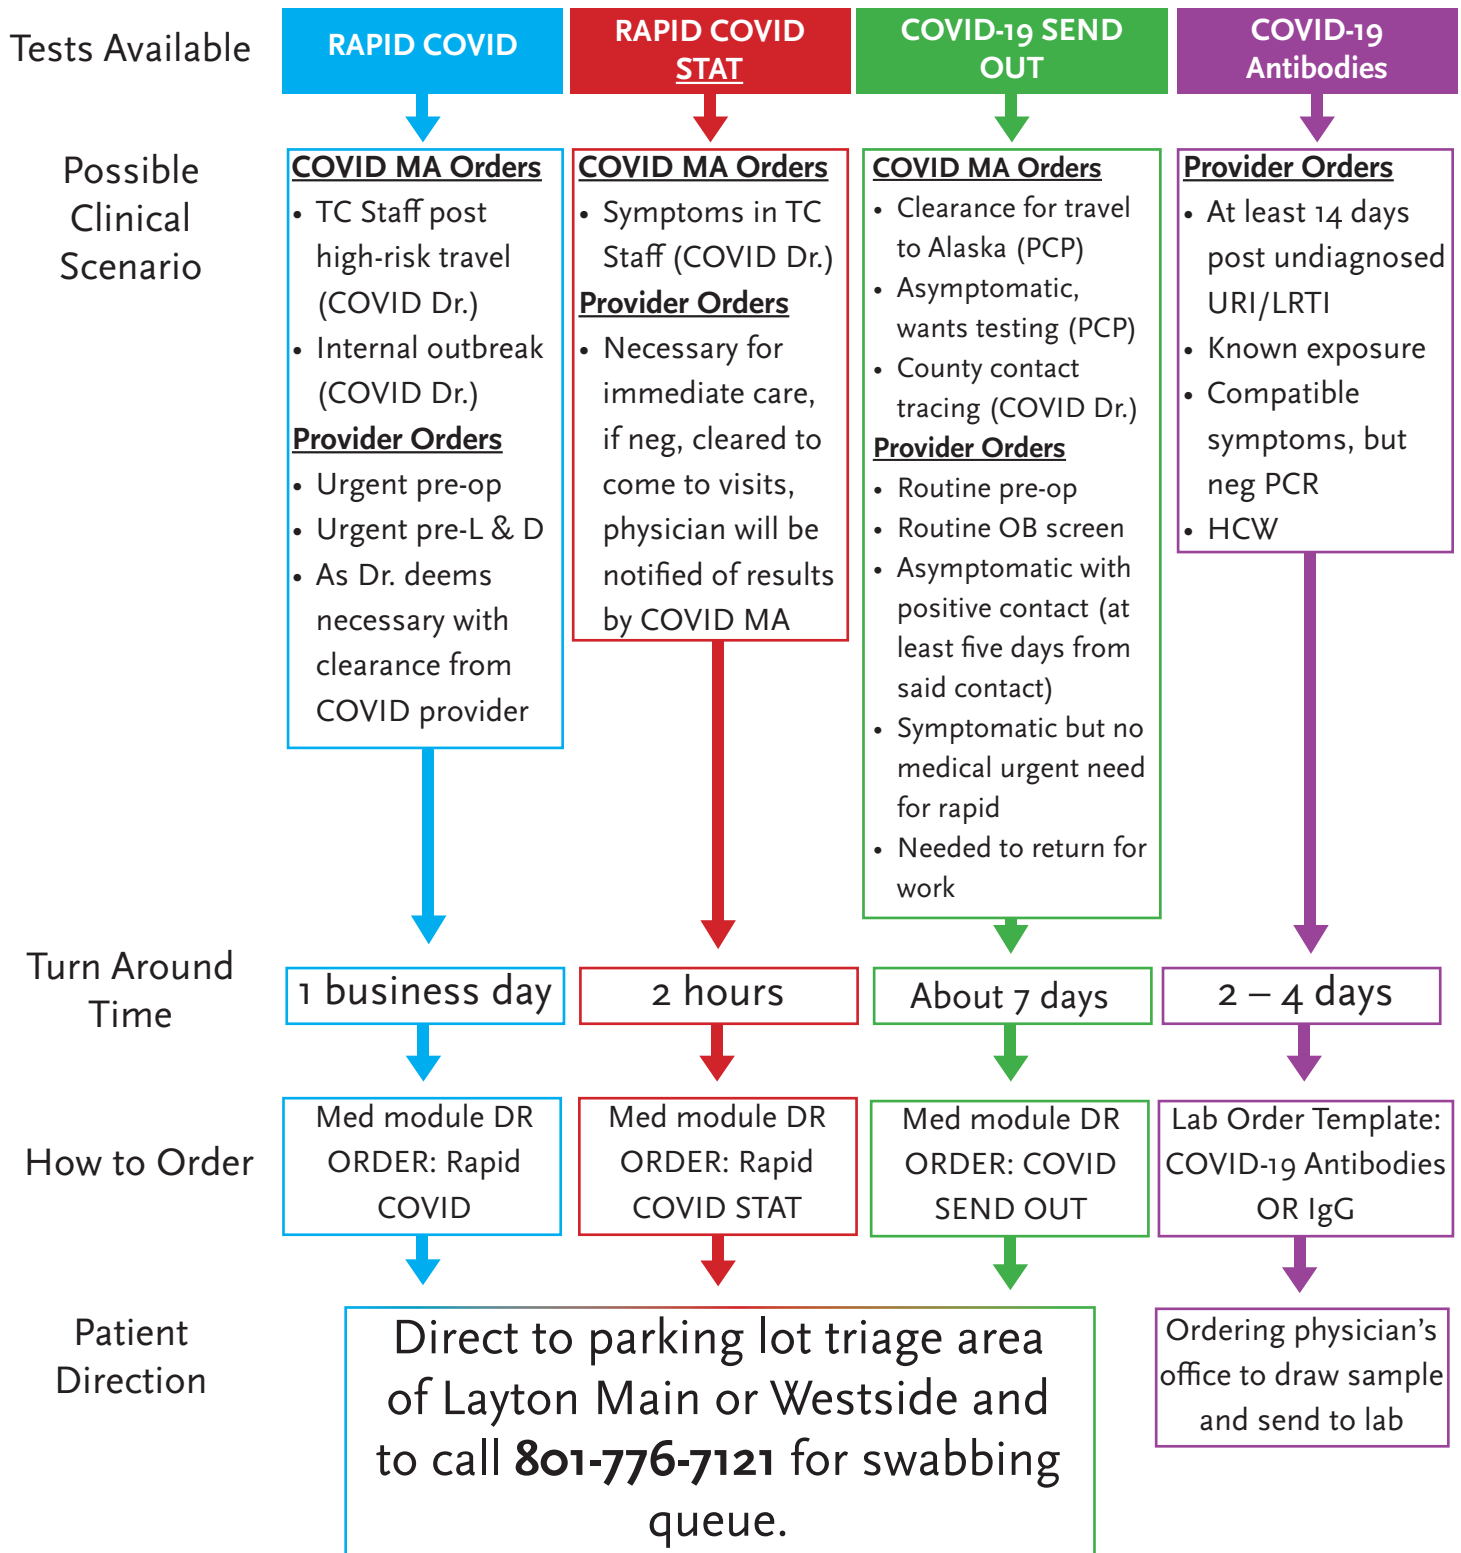 Tests Available
RAPID COVID
RAPID COVID
STAT
COVID-19 SEND
OUT
COVID-19
Antibodies
Possible
Clinical
Scenario
COVID MA Orders
• TC Staff post
high-risk travel
(COVID Dr.)
• Internal outbreak
(COVID Dr.)
Provider Orders
• Urgent pre-op
• Urgent pre-L & D
• As Dr. deems
necessary with
clearance from
COVID provider
COVID MA Orders
• Symptoms in TC
Staff (COVID Dr.)
Provider Orders
• Necessary for
immediate care,
if neg, cleared to
come to visits,
physician will be
notified of results
by COVID MA
COVID MA Orders
• Clearance for travel
to Alaska (PCP)
• Asymptomatic,
wants testing (PCP)
• County contact
tracing (COVID Dr.)
Provider Orders
• Routine pre-op
• Routine OB screen
• Asymptomatic with
positive contact (at
least five days from
said contact)
• Symptomatic but no
medical urgent need
for rapid
• Needed to return for
work
Provider Orders
• At least 14 days
post undiagnosed
URI/LRTI
• Known exposure
• Compatible
symptoms, but
neg PCR
• HCW
Turn Around
Time
1 business day
2 hours
About 7 days
2 – 4 days
How to Order
Med module DR
ORDER: Rapid
COVID
Med module DR
ORDER: Rapid
COVID STAT
Med module DR
ORDER: COVID
SEND OUT
Lab Order Template:
COVID-19 Antibodies
OR IgG
Patient
Direction
Direct to parking lot triage area
of Layton Main or Westside and
to call 801-776-7121 for swabbing
queue.
Ordering physician's
office to draw sample
and send to lab